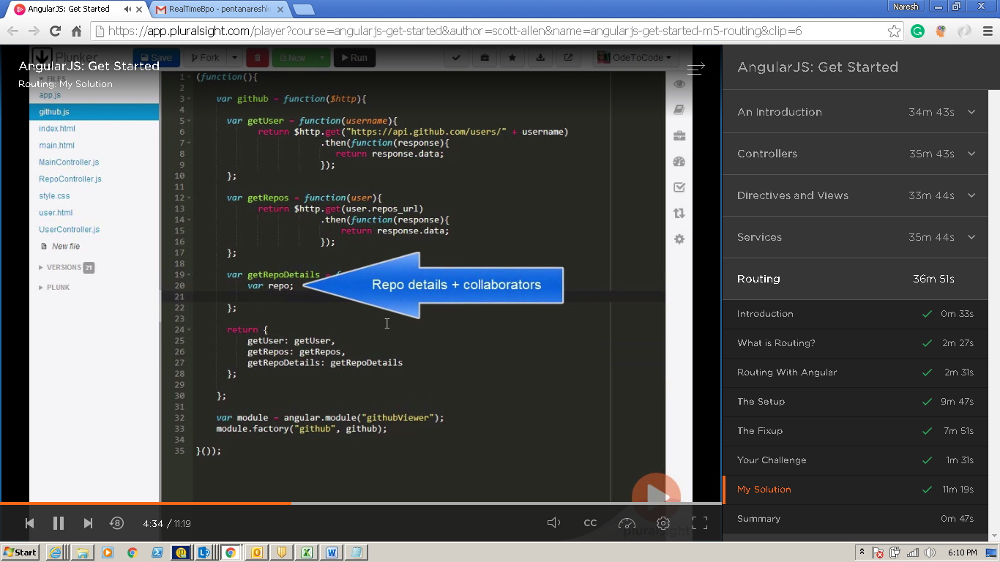 AngularJS: Get Started
RealTimeBpo - pentanaresh
Naresh
https://app.pluralsight.com/player?course=angularjs-get-started&author=scott-allen&name=angularjs-get-started-m5-routing&clip=6
Plunker
Save
Fork
New
Run
OdeToCode
AngularJS: Get Started
Routing: My Solution
FILES
app.js
github.js
index.html
main.html
MainController.js
RepoController.js
style.css
user.html
UserController.js
New file
VERSIONS 21
PLUNK
1 (function(){
2
3 var github = function($http){
4
5 var getUser = function(username){
6 return $http.get("https://api.github.com/users/" + username)
7 .then(function(response){
8 return response.data;
9 });
10 };
11
12 var getRepos = function(user){
13 return $http.get(user.repos_url)
14 .then(function(response){
15 return response.data;
16 });
17 };
18
19 var getRepoDetails =
20 var repo;
21
22 };
23
24 return {
25 getUser: getUser,
26 getRepos: getRepos,
27 getRepoDetails: getRepoDetails
28 };
29
30 };
31
32 var module = angular.module("githubViewer");
33 module.factory("github", github);
34
35 }());
Repo details + collaborators
4:34 / 11:19
8
CC
pluralsight
AngularJS: Get Started
An Introduction 34m 43s
Controllers 35m 43s
Directives and Views 33m 44s
Services 35m 44s
Routing 36m 51s
Introduction 0m 33s
What is Routing? 2m 27s
Routing With Angular 2m 31s
The Setup 9m 47s
The Fixup 7m 51s
Your Challenge 1m 31s
My Solution 11m 19s
Summary 0m 47s
Start
6:10 PM